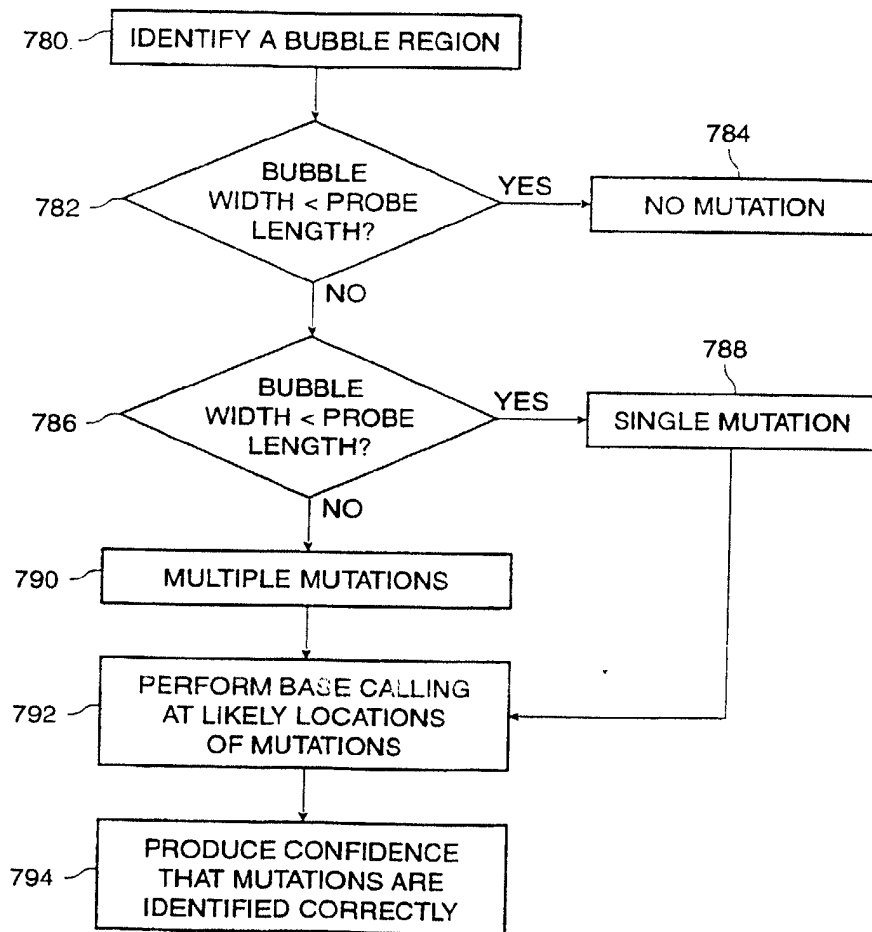 780
IDENTIFY A BUBBLE REGION
782
BUBBLE
WIDTH < PROBE
LENGTH?
YES
784
NO MUTATION
NO
786
BUBBLE
WIDTH < PROBE
LENGTH?
YES
788
SINGLE MUTATION
NO
790
MULTIPLE MUTATIONS
792
PERFORM BASE CALLING
AT LIKELY LOCATIONS
OF MUTATIONS
794
PRODUCE CONFIDENCE
THAT MUTATIONS ARE
IDENTIFIED CORRECTLY